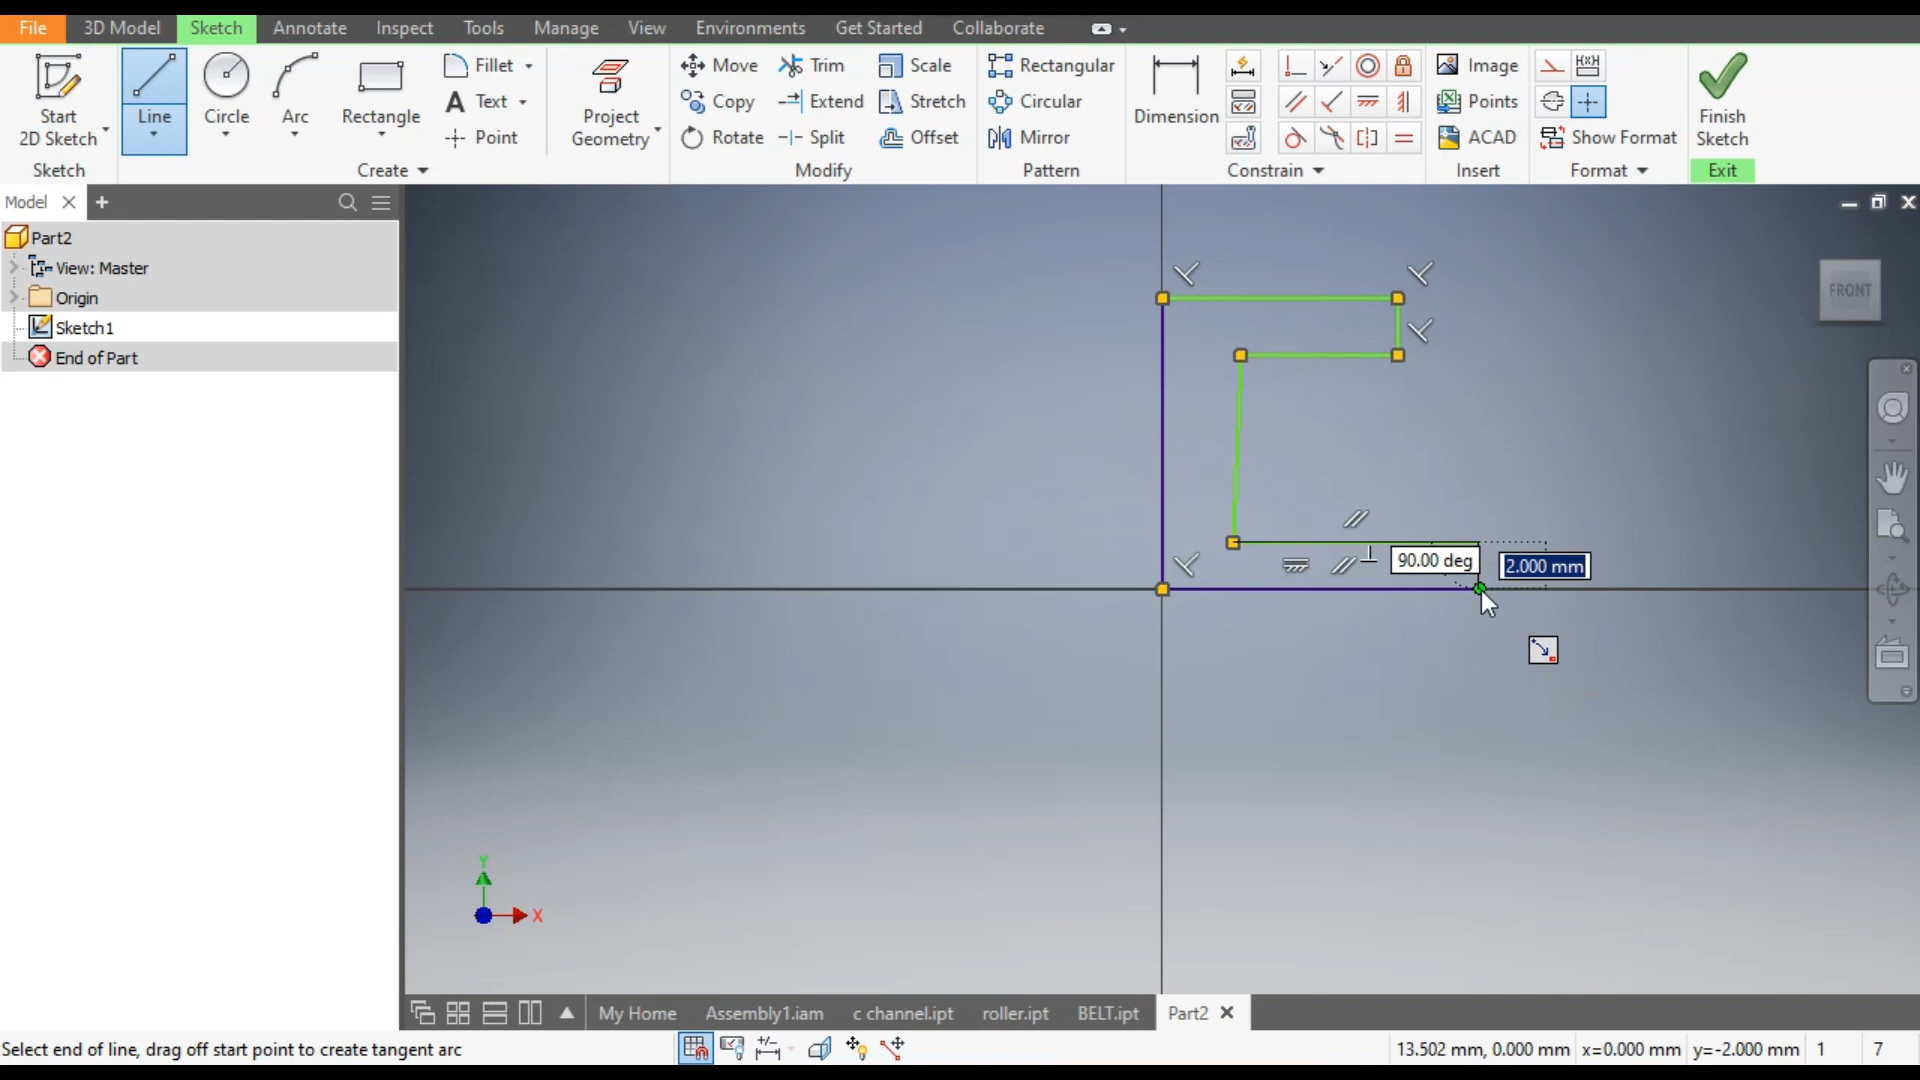 File 3D Model Sketch Annotate Inspect Tools Manage View Environments Get Started Collaborate
Start 2D Sketch
Line
Circle
Arc
Rectangle
Fillet
Text
Point
Project Geometry
Move
Copy
Rotate
Trim
Extend
Split
Scale
Stretch
Offset
Rectangular
Circular
Mirror
Dimension
Image
Points
ACAD
Show Format
Finish Sketch
Sketch Create Modify Pattern Constrain Insert Format Exit
Model
Part2
View: Master
Origin
Sketch1
End of Part
FRONT
90.00 deg
2.000 mm
Y
X
My Home Assembly1.iam c channel.ipt roller.ipt BELT.ipt Part2
Select end of line, drag off start point to create tangent arc
13.502 mm, 0.000 mm x=0.000 mm y=-2.000 mm 1 7